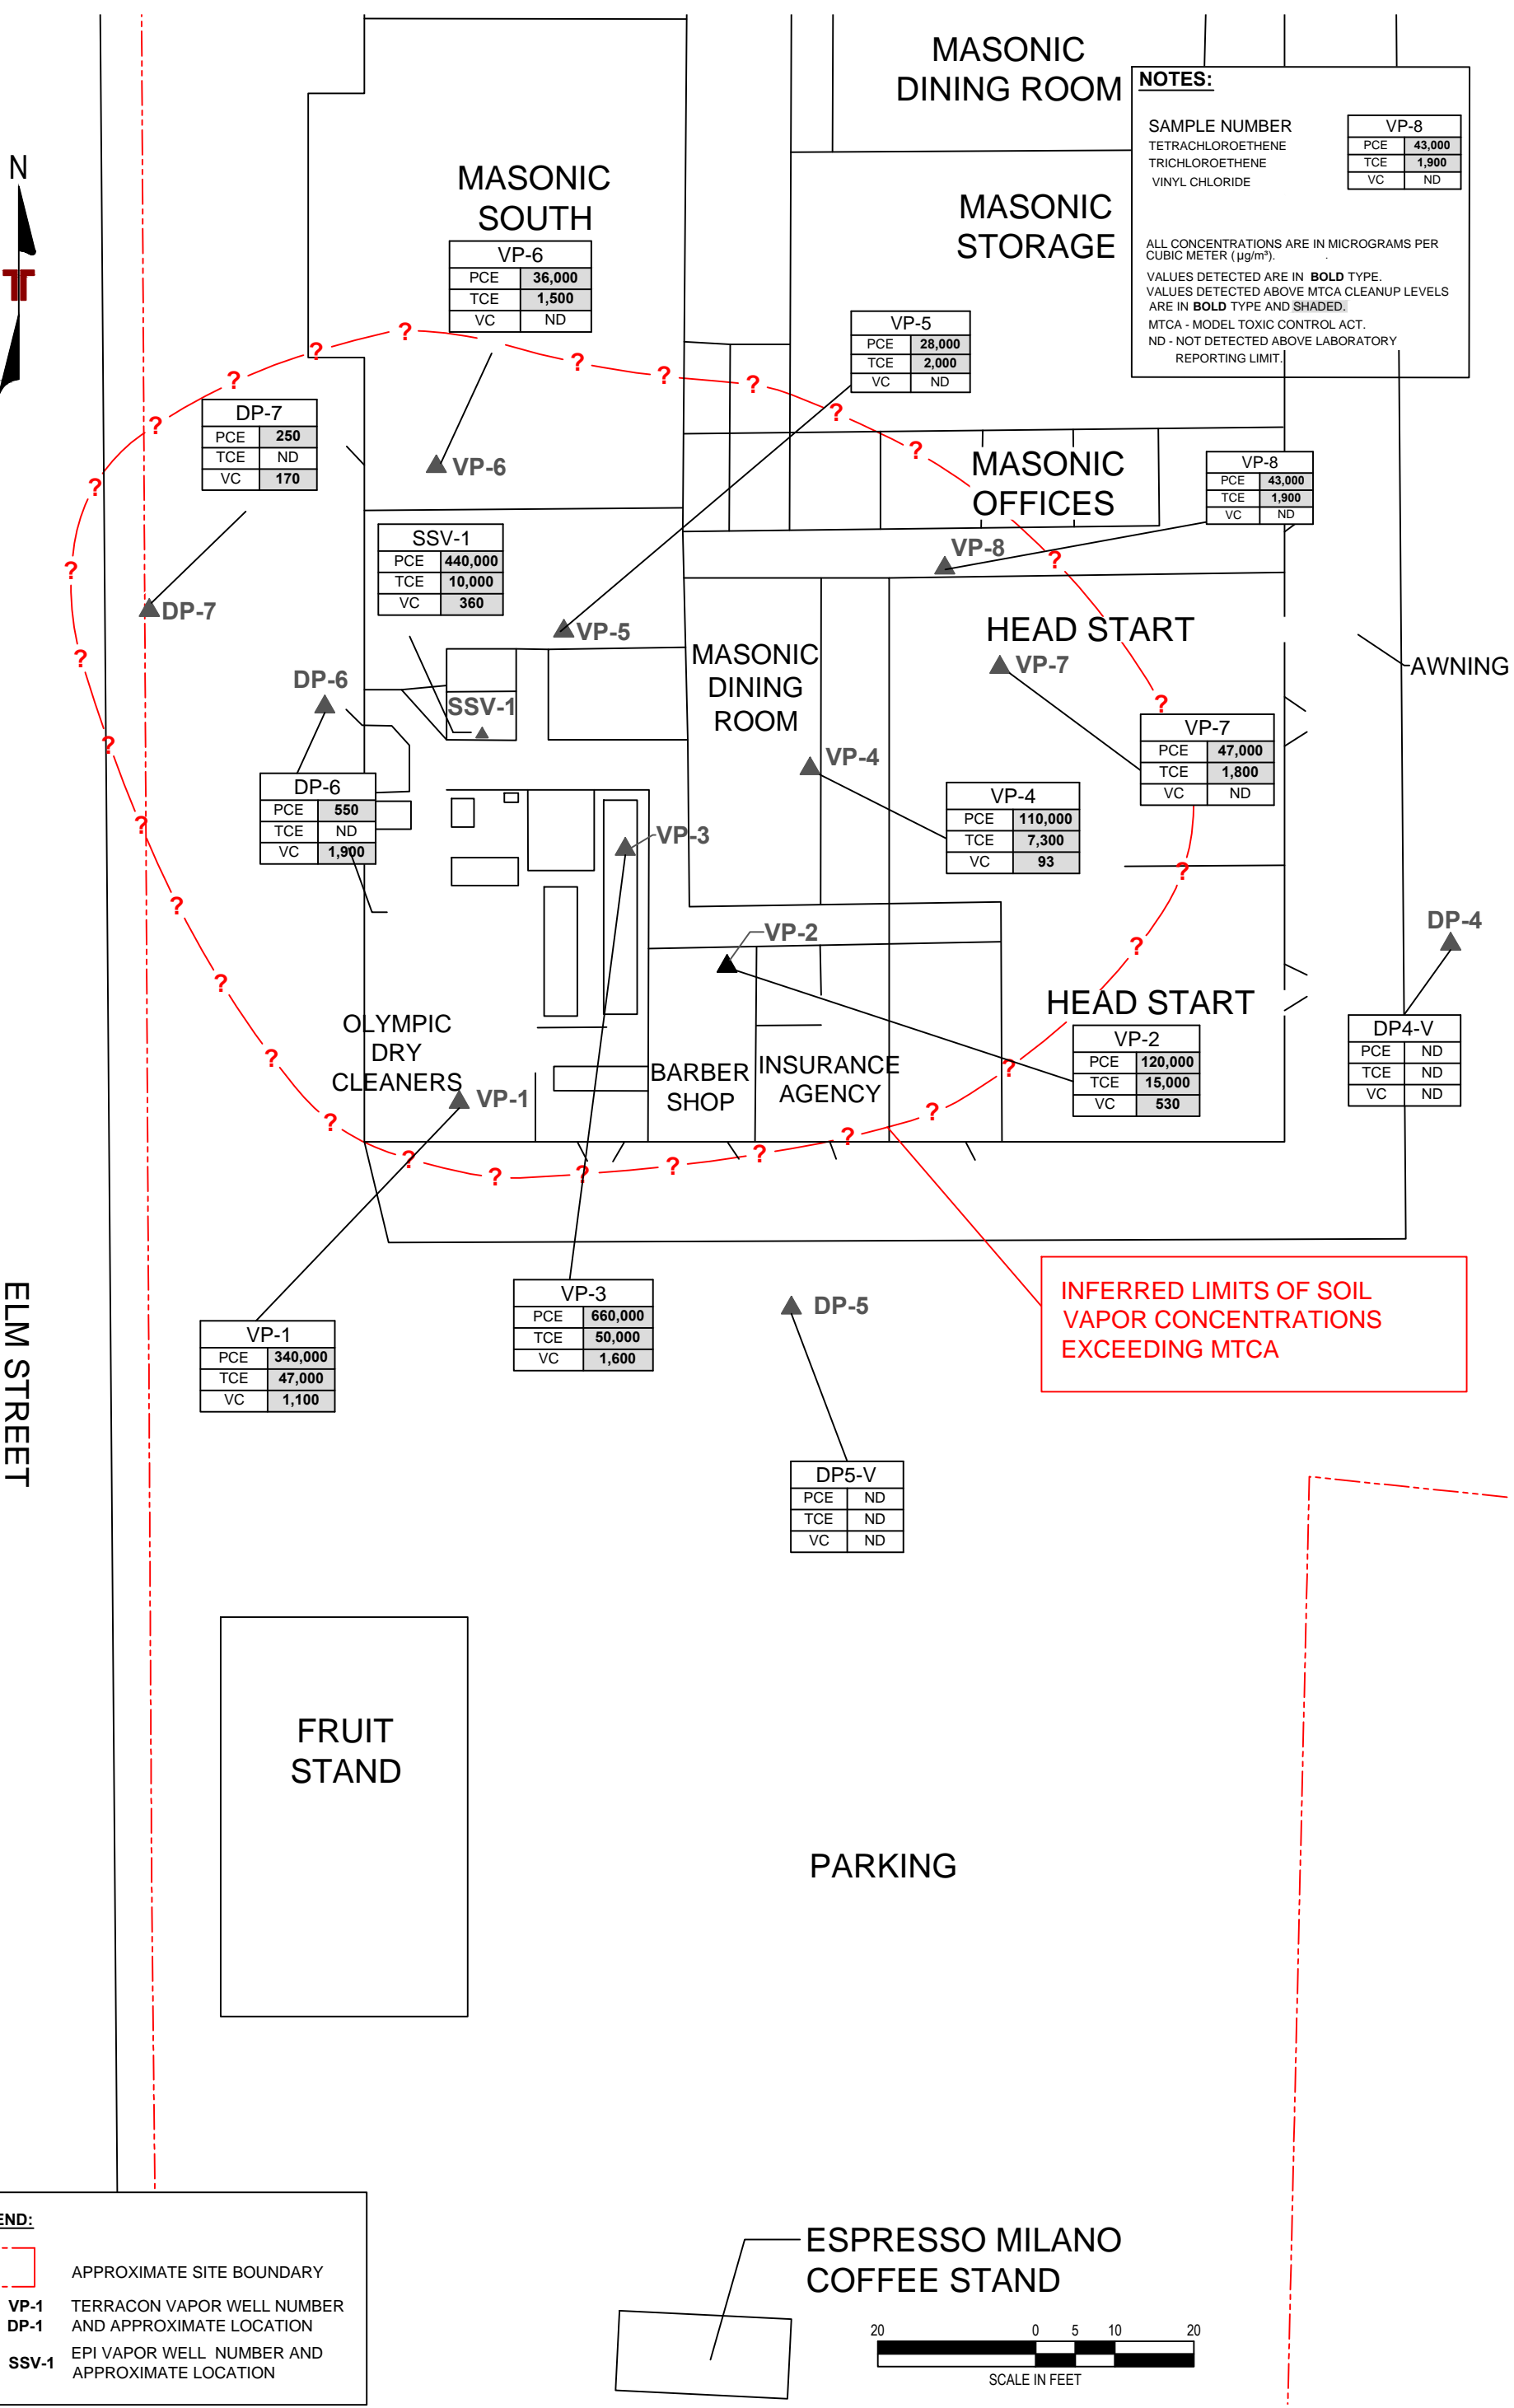 MASONIC
DINING ROOM
NOTES:
SAMPLE NUMBER
TETRACHLOROETHENE
TRICHLOROETHENE
VINYL CHLORIDE
VP-8
PCE 43,000
TCE 1,900
VC ND
ALL CONCENTRATIONS ARE IN MICROGRAMS PER
CUBIC METER (µg/m³).
VALUES DETECTED ARE IN BOLD TYPE.
VALUES DETECTED ABOVE MTCA CLEANUP LEVELS
ARE IN BOLD TYPE AND SHADED.
MTCA - MODEL TOXIC CONTROL ACT.
ND - NOT DETECTED ABOVE LABORATORY
REPORTING LIMIT.
N
MASONIC
SOUTH
MASONIC
STORAGE
VP-6
PCE 36,000
TCE 1,500
VC ND
VP-5
PCE 28,000
TCE 2,000
VC ND
DP-7
PCE 250
TCE ND
VC 170
VP-6
MASONIC
OFFICES
VP-8
PCE 43,000
TCE 1,900
VC ND
SSV-1
PCE 440,000
TCE 10,000
VC 360
VP-8
DP-7
VP-5
HEAD START
MASONIC
DINING
ROOM
VP-7
AWNING
DP-6
SSV-1
VP-7
PCE 47,000
TCE 1,800
VC ND
VP-4
DP-6
PCE 550
TCE ND
VC 1,900
VP-4
PCE 110,000
TCE 7,300
VC 93
VP-3
VP-2
DP-4
HEAD START
OLYMPIC
DRY
CLEANERS
VP-1
BARBER
SHOP
INSURANCE
AGENCY
VP-2
PCE 120,000
TCE 15,000
VC 530
DP4-V
PCE ND
TCE ND
VC ND
? ? ? ? ? ? ? ? ? ? ? ? ? ? ? ? ? ? ? ? ? ? ? ? ? ? ? ? ? ? ? ?
INFERRED LIMITS OF SOIL
VAPOR CONCENTRATIONS
EXCEEDING MTCA
ELM STREET
VP-1
PCE 340,000
TCE 47,000
VC 1,100
VP-3
PCE 660,000
TCE 50,000
VC 1,600
DP-5
DP5-V
PCE ND
TCE ND
VC ND
FRUIT
STAND
PARKING
END:
APPROXIMATE SITE BOUNDARY
VP-1 TERRACON VAPOR WELL NUMBER
DP-1 AND APPROXIMATE LOCATION
SSV-1 EPI VAPOR WELL NUMBER AND
APPROXIMATE LOCATION
ESPRESSO MILANO
COFFEE STAND
20 0 5 10 20
SCALE IN FEET